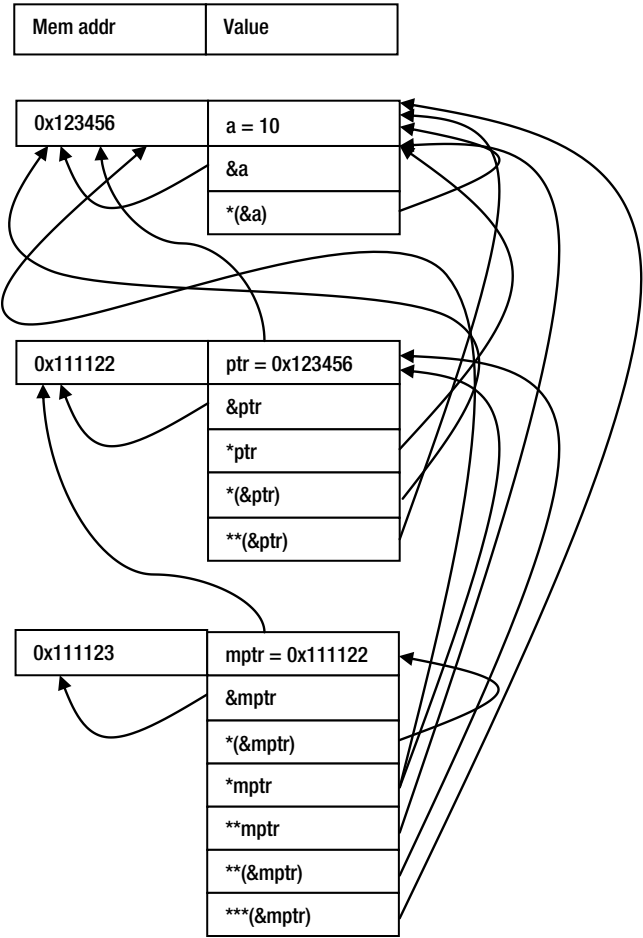 Mem addr Value
0x123456 a = 10
&a
*(&a)
0x111122 ptr = 0x123456
&ptr
*ptr
*(&ptr)
**(&ptr)
0x111123 mptr = 0x111122
&mptr
*(&mptr)
*mptr
**mptr
**(&mptr)
***(&mptr)